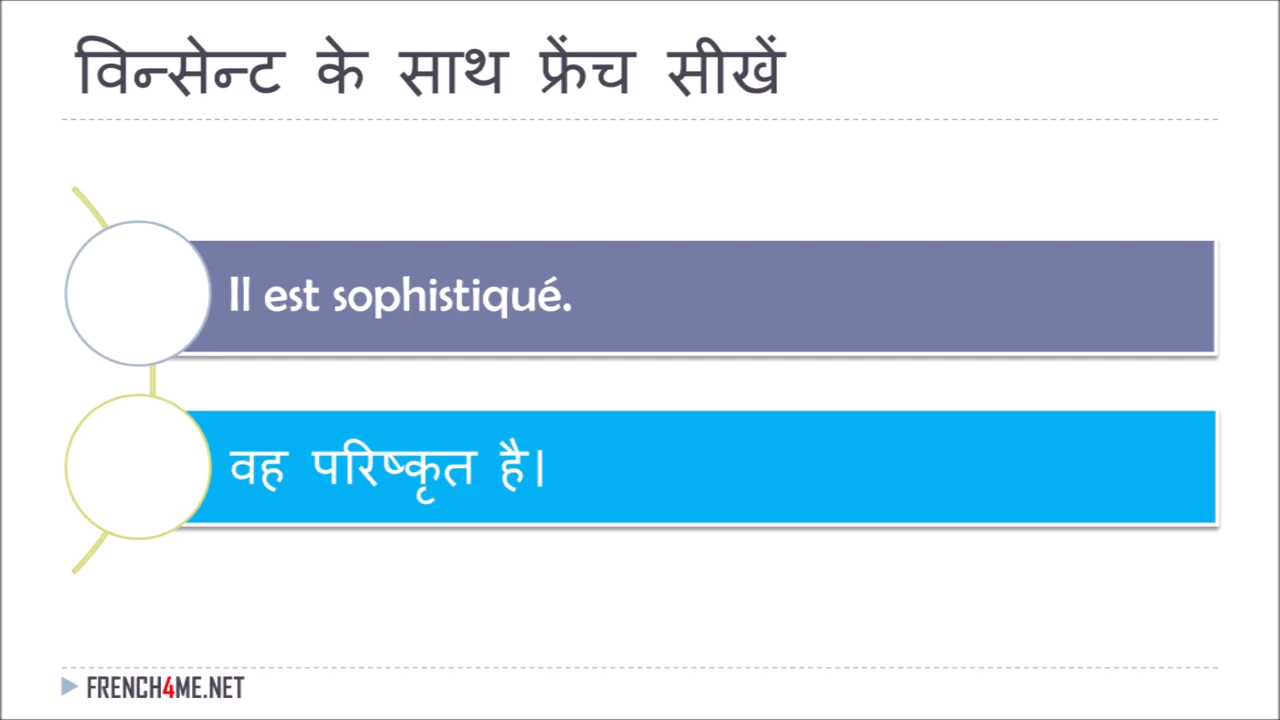 विन्सेन्ट के साथ फ्रेंच सीखें
Il est sophistiqué.
वह परिष्कृत है।
FRENCH4ME.NET